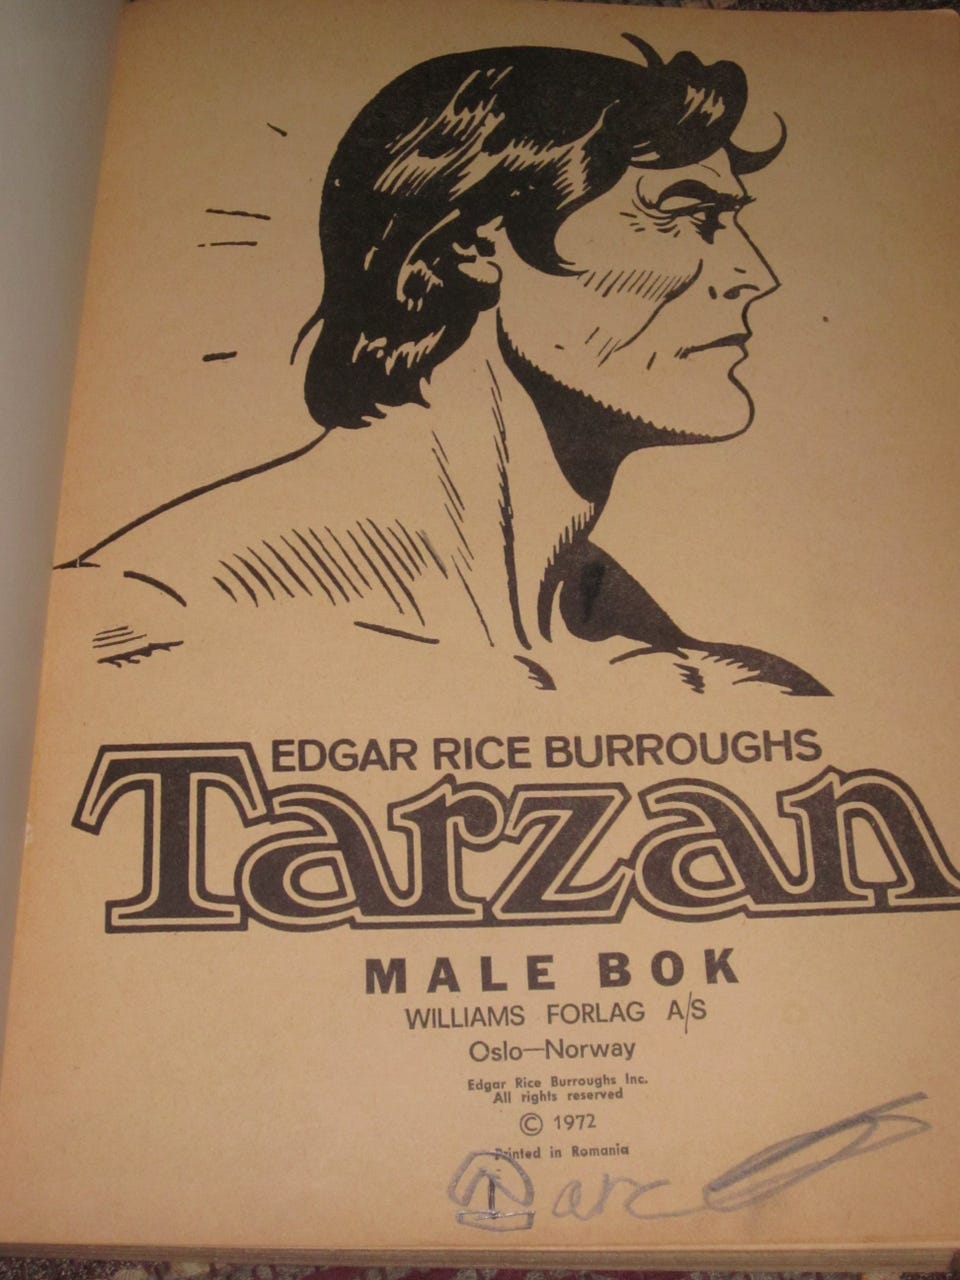 EDGAR RICE BURROUGHS
Tarzan
MALE BOK
WILLIAMS FORLAG A/S
Oslo—Norway
Edgar Rice Burroughs Inc.
All rights reserved
© 1972
Printed in Romania